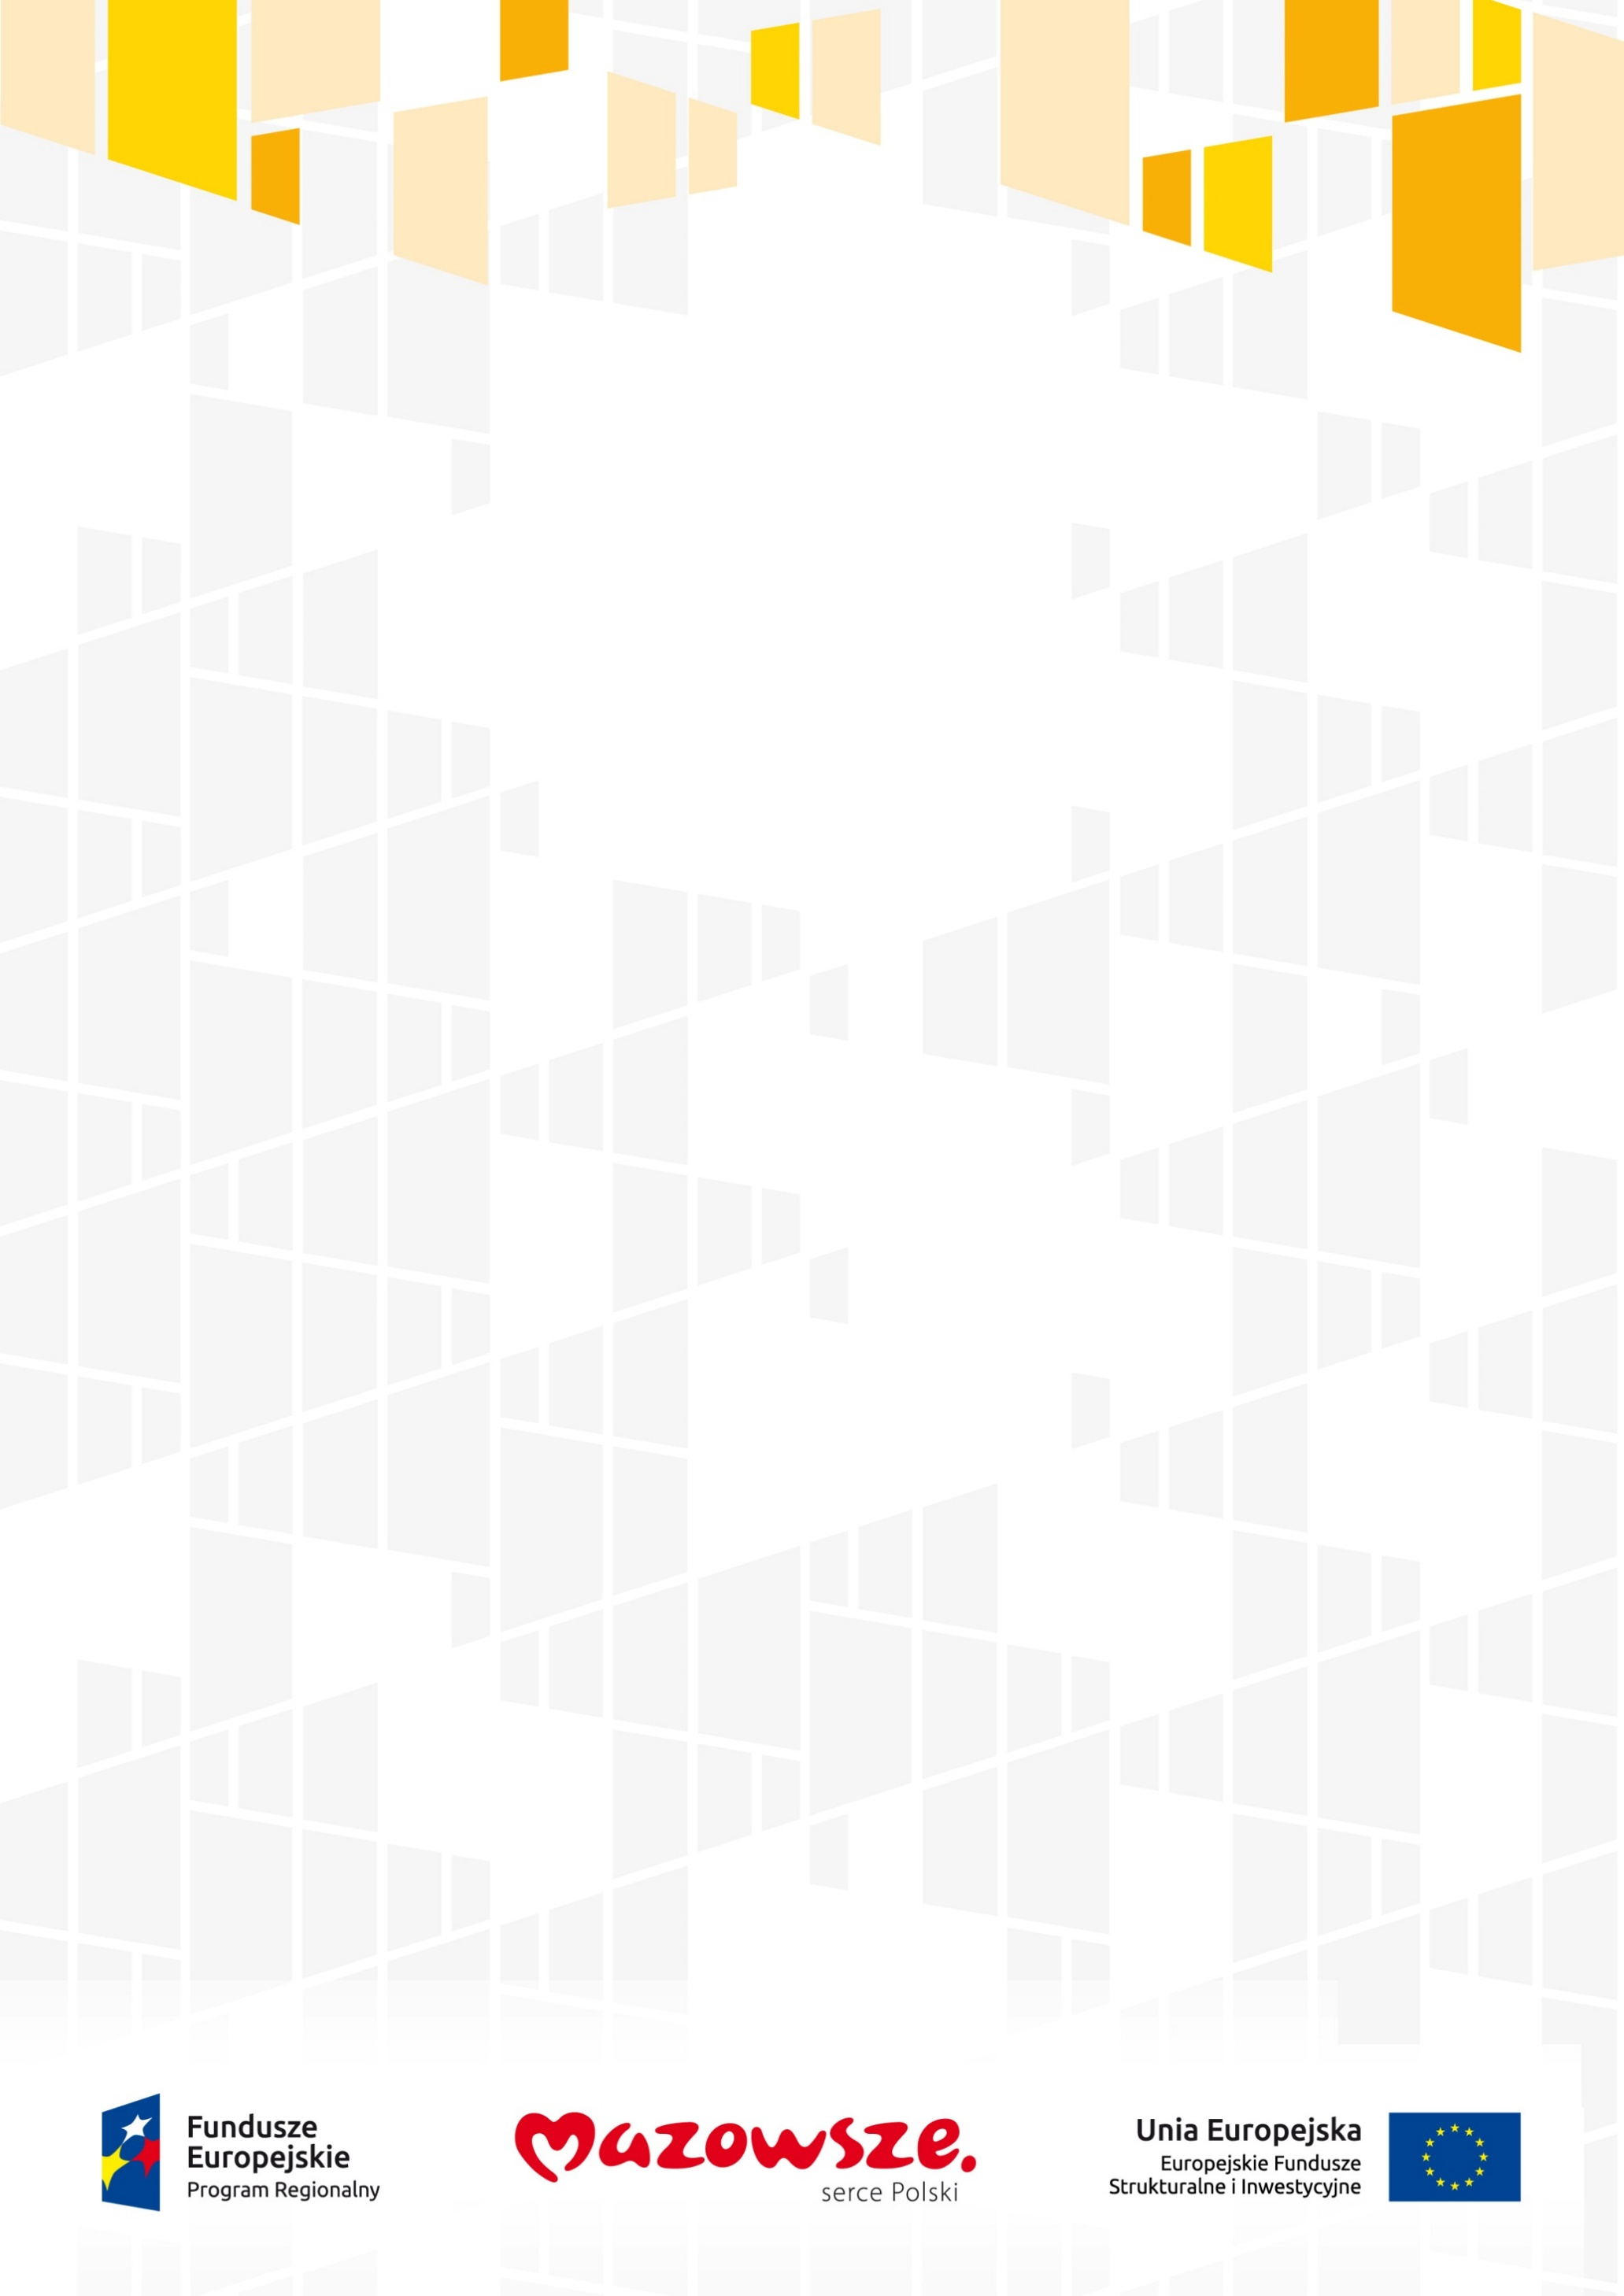 Fundusze
Europejskie
Program Regionalny
mazowsze.
serce Polski
Unia Europejska
Europejskie Fundusze
Strukturalne i Inwestycyjne